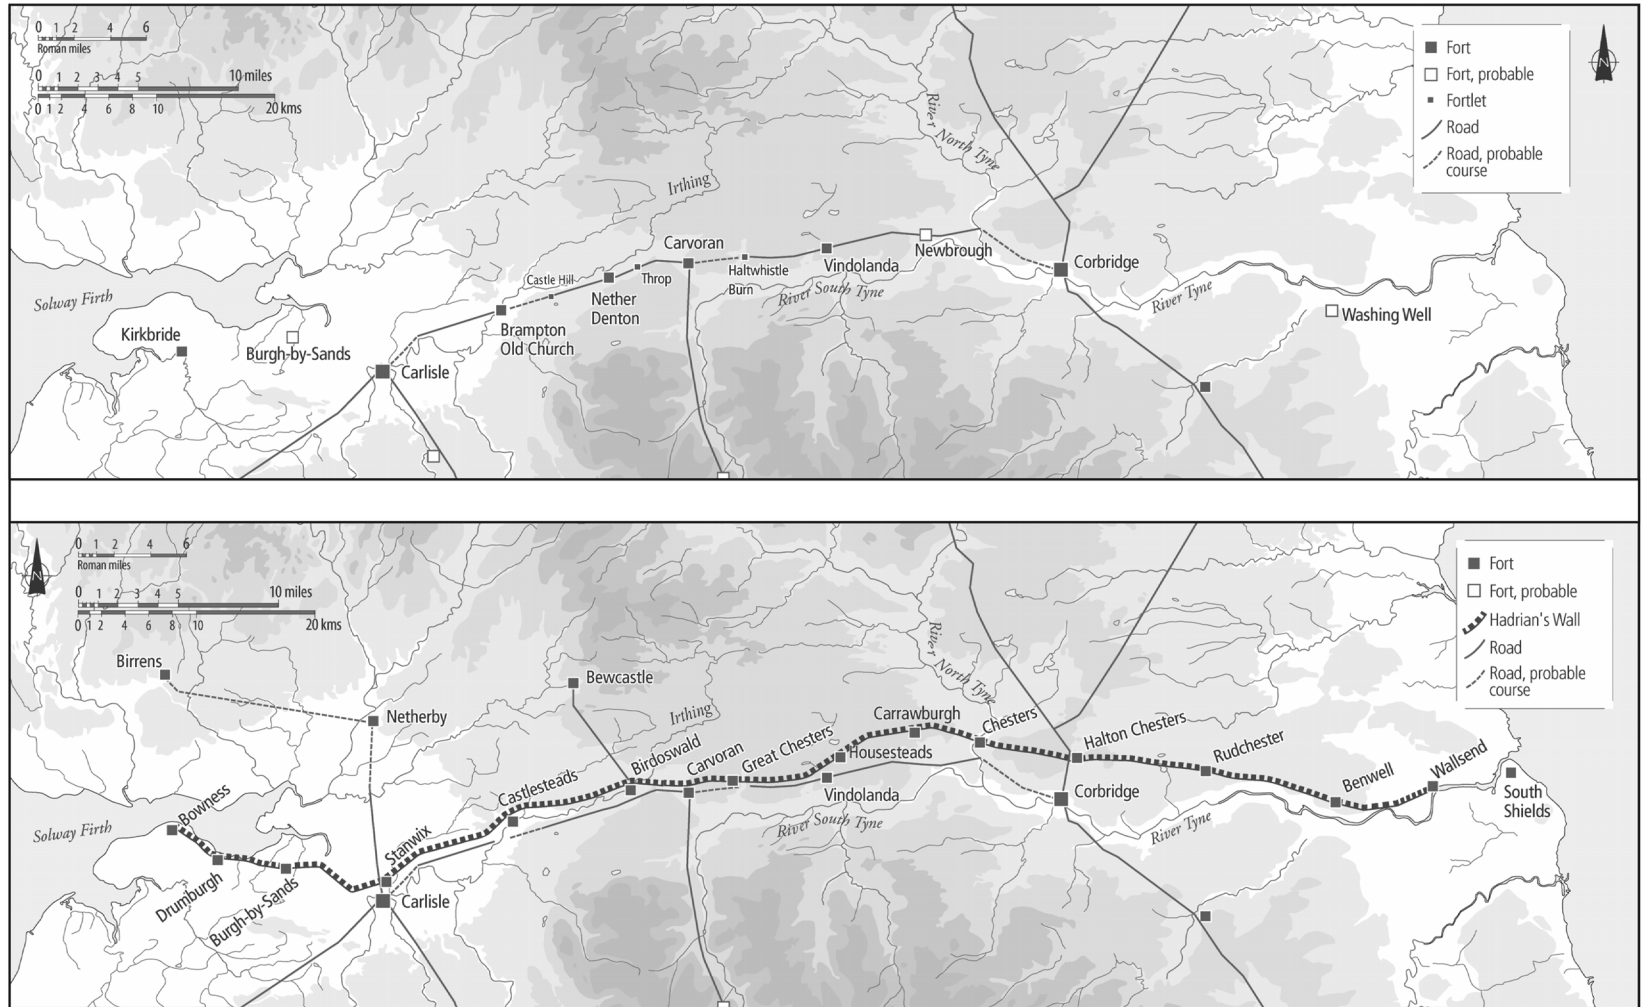 0 1 2 4 6
Roman miles
0 1 2 3 4 5 10 miles
0 1 2 4 6 8 10 20 kms
Fort
Fort, probable
Fortlet
Road
Road, probable
course
N
River North Tyne
Irthing
Carvoran
Castle Hill
Throp
Haltwhistle
Burn
Vindolanda
Newbrough
Corbridge
Nether
Denton
River South Tyne
River Tyne
Solway Firth
Kirkbride
Burgh-by-Sands
Brampton
Old Church
Carlisle
Washing Well
N
0 1 2 4 6
Roman miles
0 1 2 3 4 5 10 miles
0 1 2 4 6 8 10 20 kms
Fort
Fort, probable
Hadrian's Wall
Road
Road, probable
course
Birrens
Netherby
Bewcastle
River North Tyne
Irthing
Carrawburgh
Chesters
Halton Chesters
Rudchester
Benwell
Wallsend
South
Shields
Housesteads
Great Chesters
Carvoran
Birdoswald
Castlesteads
Vindolanda
Corbridge
River South Tyne
River Tyne
Solway Firth
Bowness
Stanwix
Drumburgh
Burgh-by-Sands
Carlisle